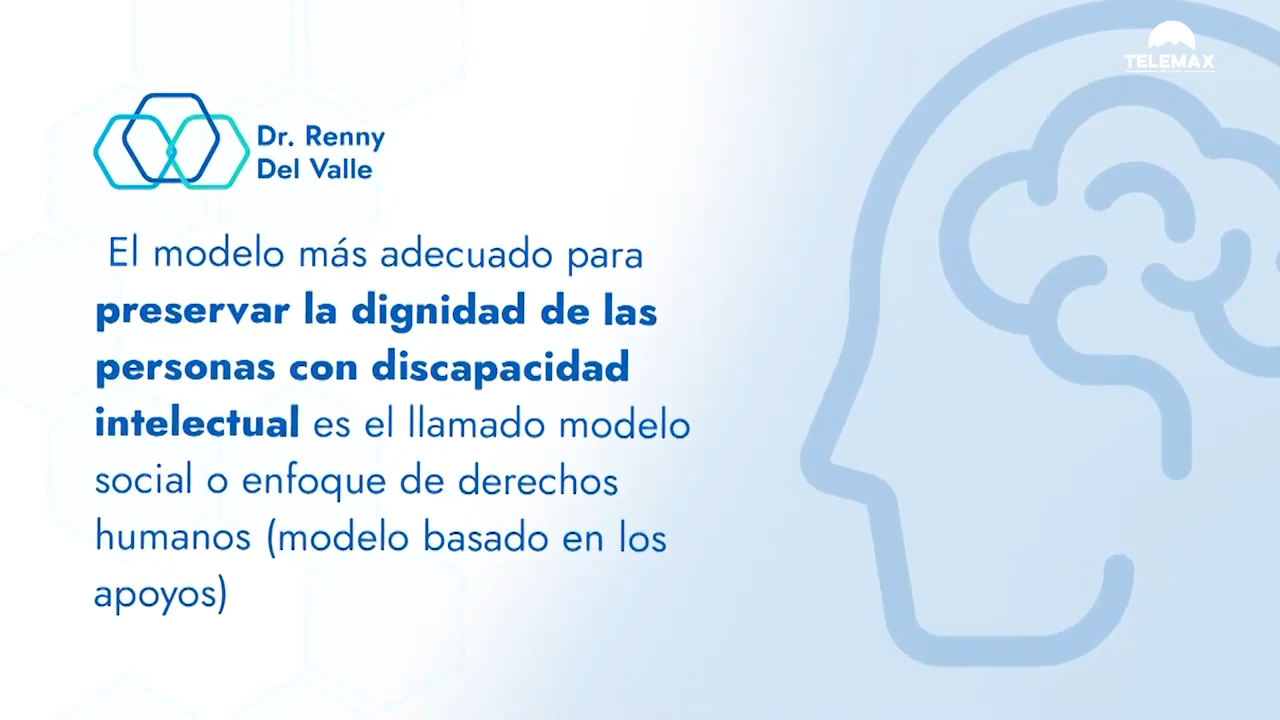 TELEMAX
Dr. Renny
Del Valle
El modelo más adecuado para
preservar la dignidad de las
personas con discapacidad
intelectual es el llamado modelo
social o enfoque de derechos
humanos (modelo basado en los
apoyos)